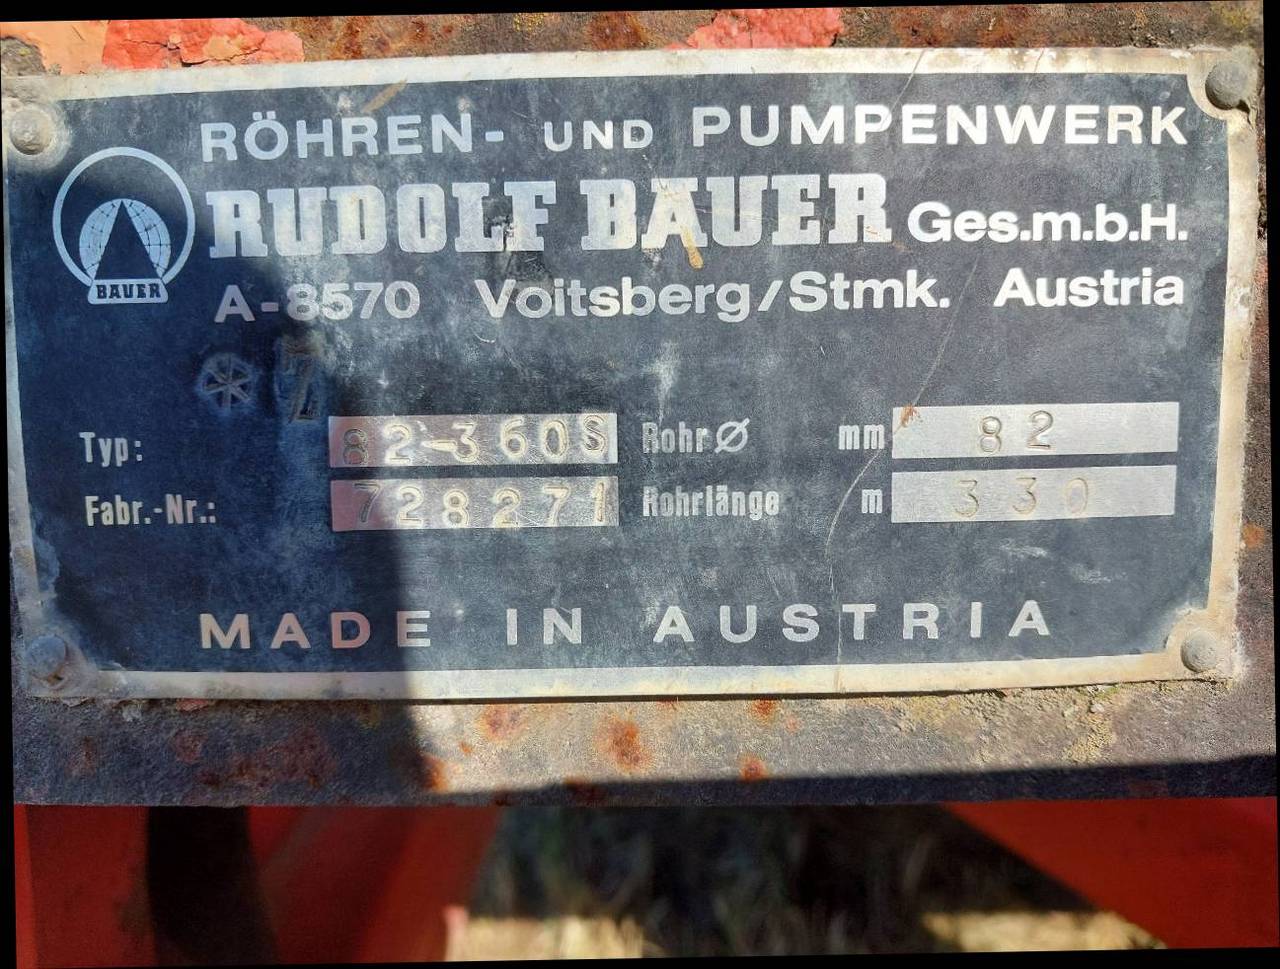 RÖHREN- UND PUMPENWERK
RUDOLF BAUER Ges.m.b.H.
BAUER
A-8570 Voitsberg/Stmk. Austria
* Z
Typ: 82-360S Rohr Ø mm 82
Fabr.-Nr.: 728271 Rohrlänge m 330
MADE IN AUSTRIA